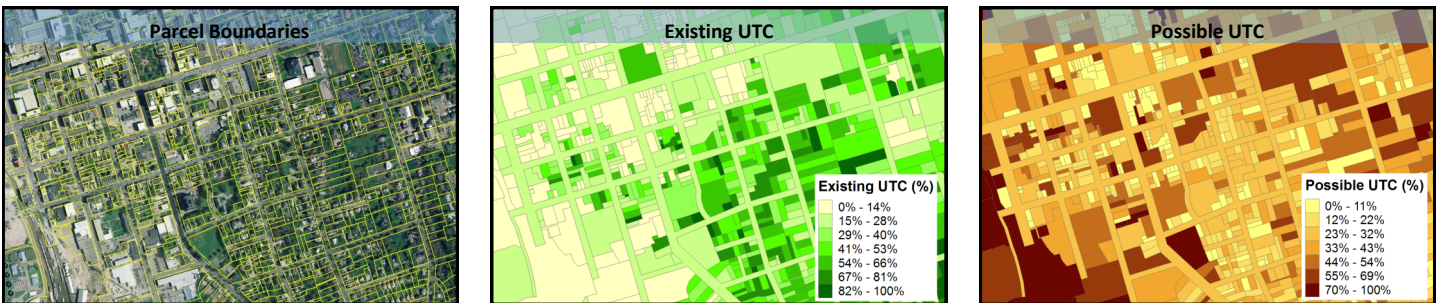 Parcel Boundaries
Existing UTC
Existing UTC (%)
0% - 14%
15% - 28%
29% - 40%
41% - 53%
54% - 66%
67% - 81%
82% - 100%
Possible UTC
Possible UTC (%)
0% - 11%
12% - 22%
23% - 32%
33% - 43%
44% - 54%
55% - 69%
70% - 100%